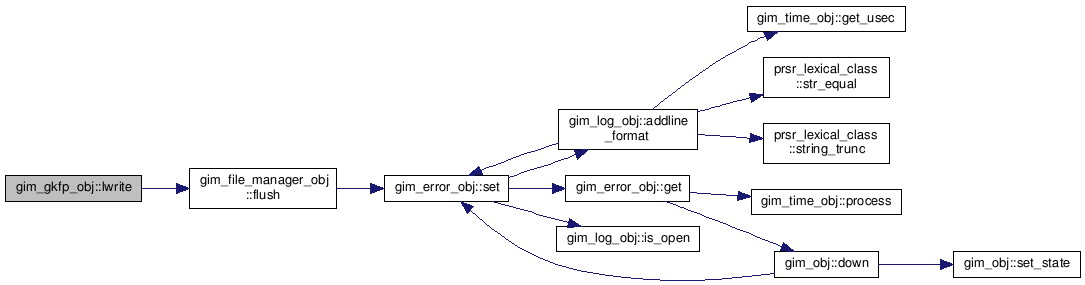 gim_time_obj::get_usec
prsr_lexical_class
::str_equal
gim_log_obj::addline
_format
prsr_lexical_class
::string_trunc
gim_gkfp_obj::lwrite
gim_file_manager_obj
::flush
gim_error_obj::set
gim_error_obj::get
gim_time_obj::process
gim_log_obj::is_open
gim_obj::down
gim_obj::set_state